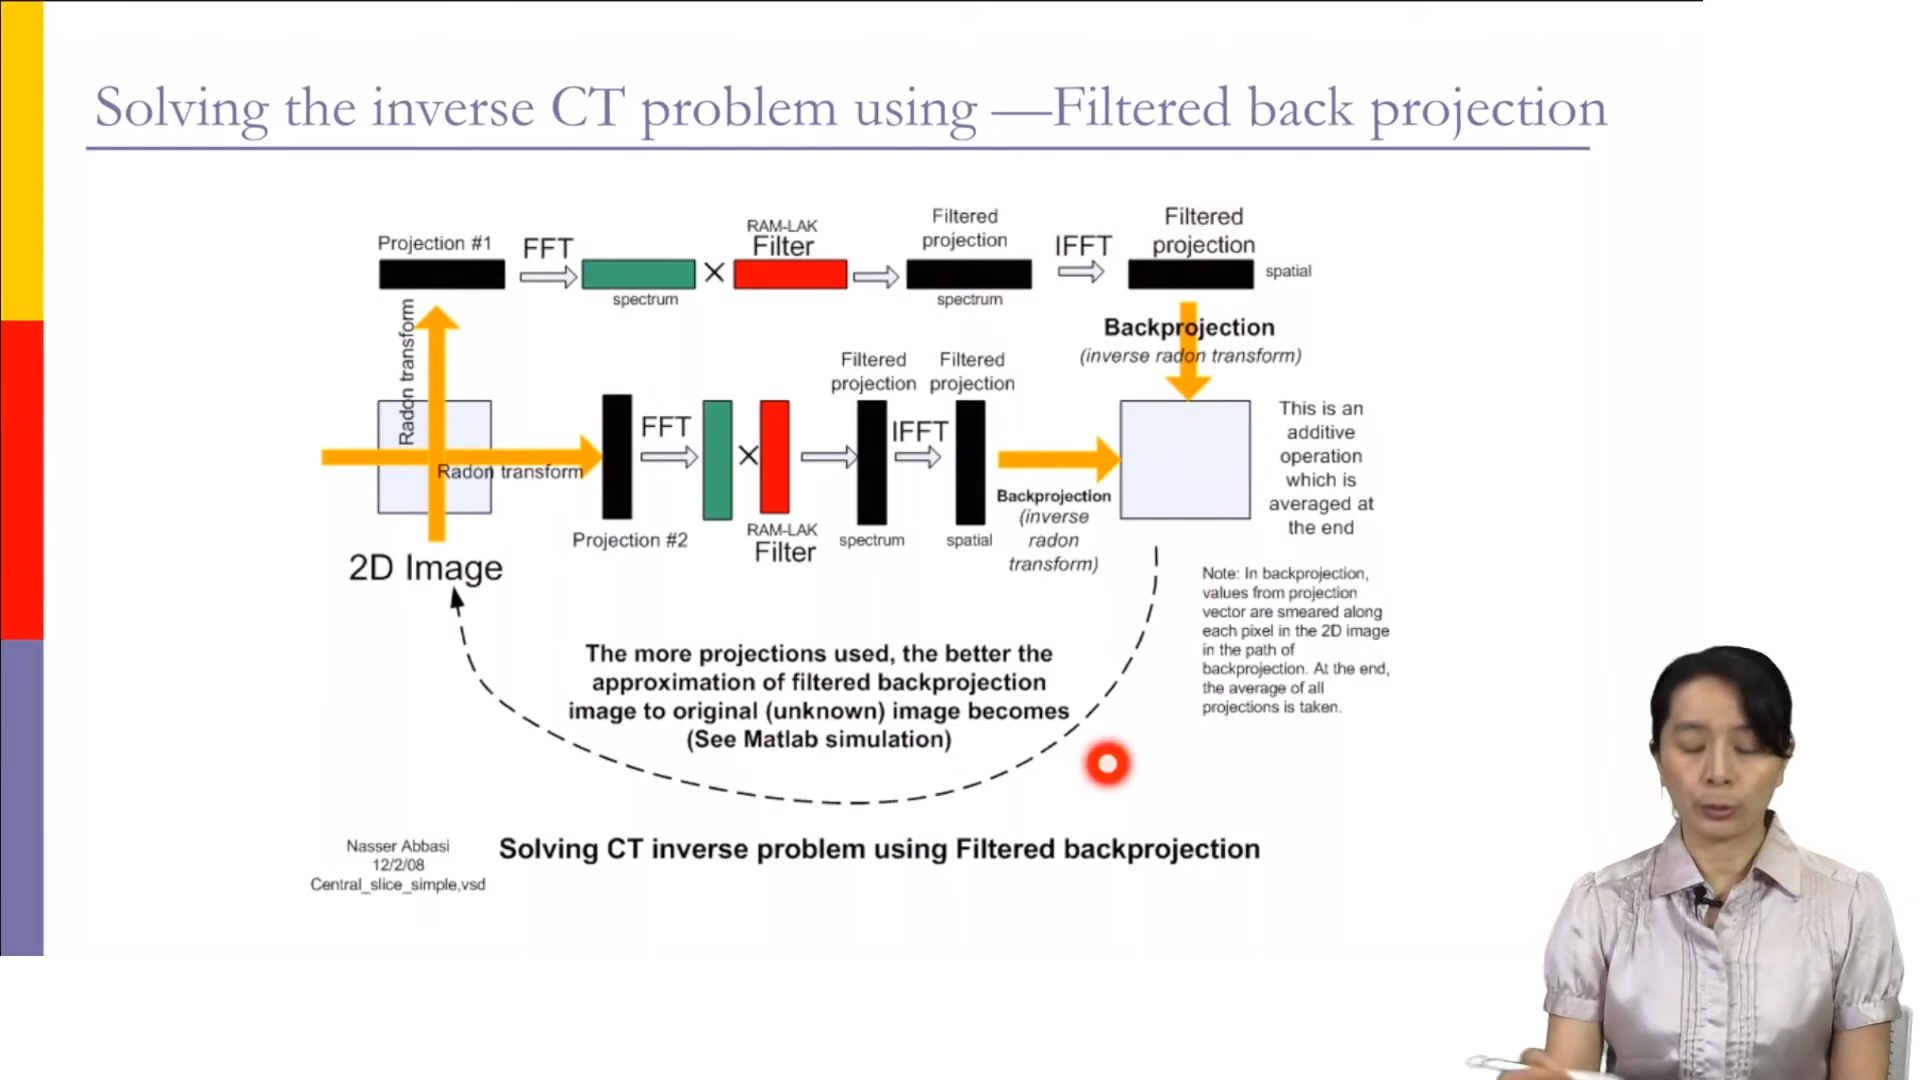 Solving the inverse CT problem using —Filtered back projection
Projection #1
FFT
spectrum
×
RAM-LAK
Filter
Filtered
projection
spectrum
IFFT
Filtered
projection
spatial
Radon transform
Backprojection
(inverse radon transform)
Radon transform
2D Image
Projection #2
FFT
×
RAM-LAK
Filter
Filtered
projection
spectrum
IFFT
Filtered
projection
spatial
Backprojection
(inverse
radon
transform)
This is an
additive
operation
which is
averaged at
the end
Note: In backprojection,
values from projection
vector are smeared along
each pixel in the 2D image
in the path of
backprojection. At the end,
the average of all
projections is taken.
The more projections used, the better the
approximation of filtered backprojection
image to original (unknown) image becomes
(See Matlab simulation)
Nasser Abbasi
12/2/08
Central_slice_simple,vsd
Solving CT inverse problem using Filtered backprojection